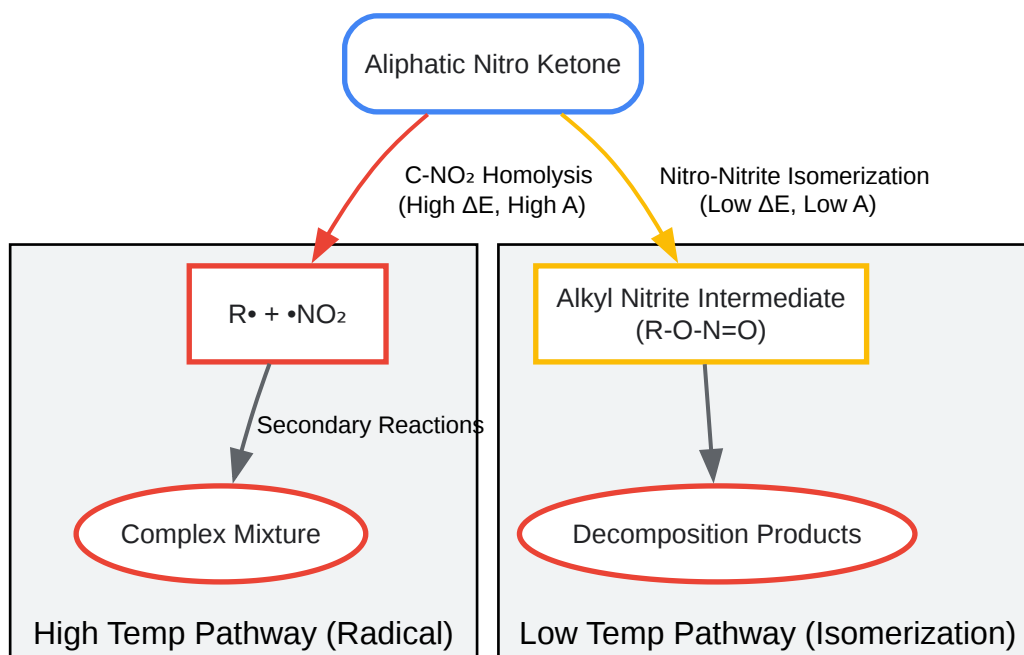 Aliphatic Nitro Ketone
C-NO₂ Homolysis
(High ΔE, High A)
Nitro-Nitrite Isomerization
(Low ΔE, Low A)
R• + •NO₂
Alkyl Nitrite Intermediate
(R-O-N=O)
Secondary Reactions
Complex Mixture
Decomposition Products
High Temp Pathway (Radical)
Low Temp Pathway (Isomerization)